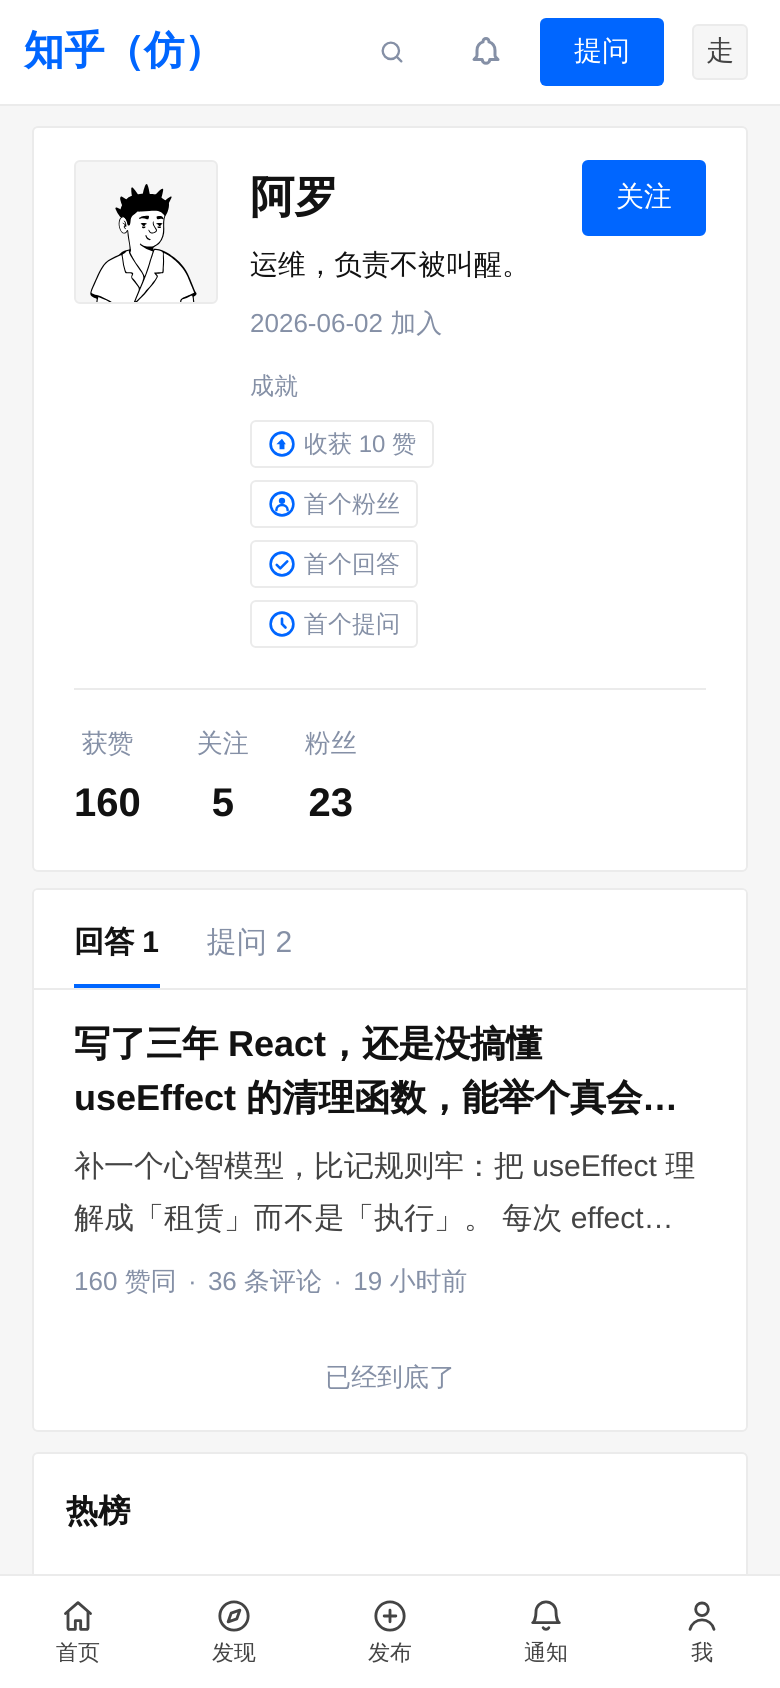 知乎（仿）
提问
走
阿罗
关注
运维，负责不被叫醒。
2026-06-02 加入
成就
收获 10 赞
首个粉丝
首个回答
首个提问
获赞 关注 粉丝
160 5 23
回答 1 提问 2
写了三年 React，还是没搞懂
useEffect 的清理函数，能举个真会…
补一个心智模型，比记规则牢：把 useEffect 理
解成「租赁」而不是「执行」。 每次 effect…
160 赞同 · 36 条评论 · 19 小时前
已经到底了
热榜
首页 发现 发布 通知 我